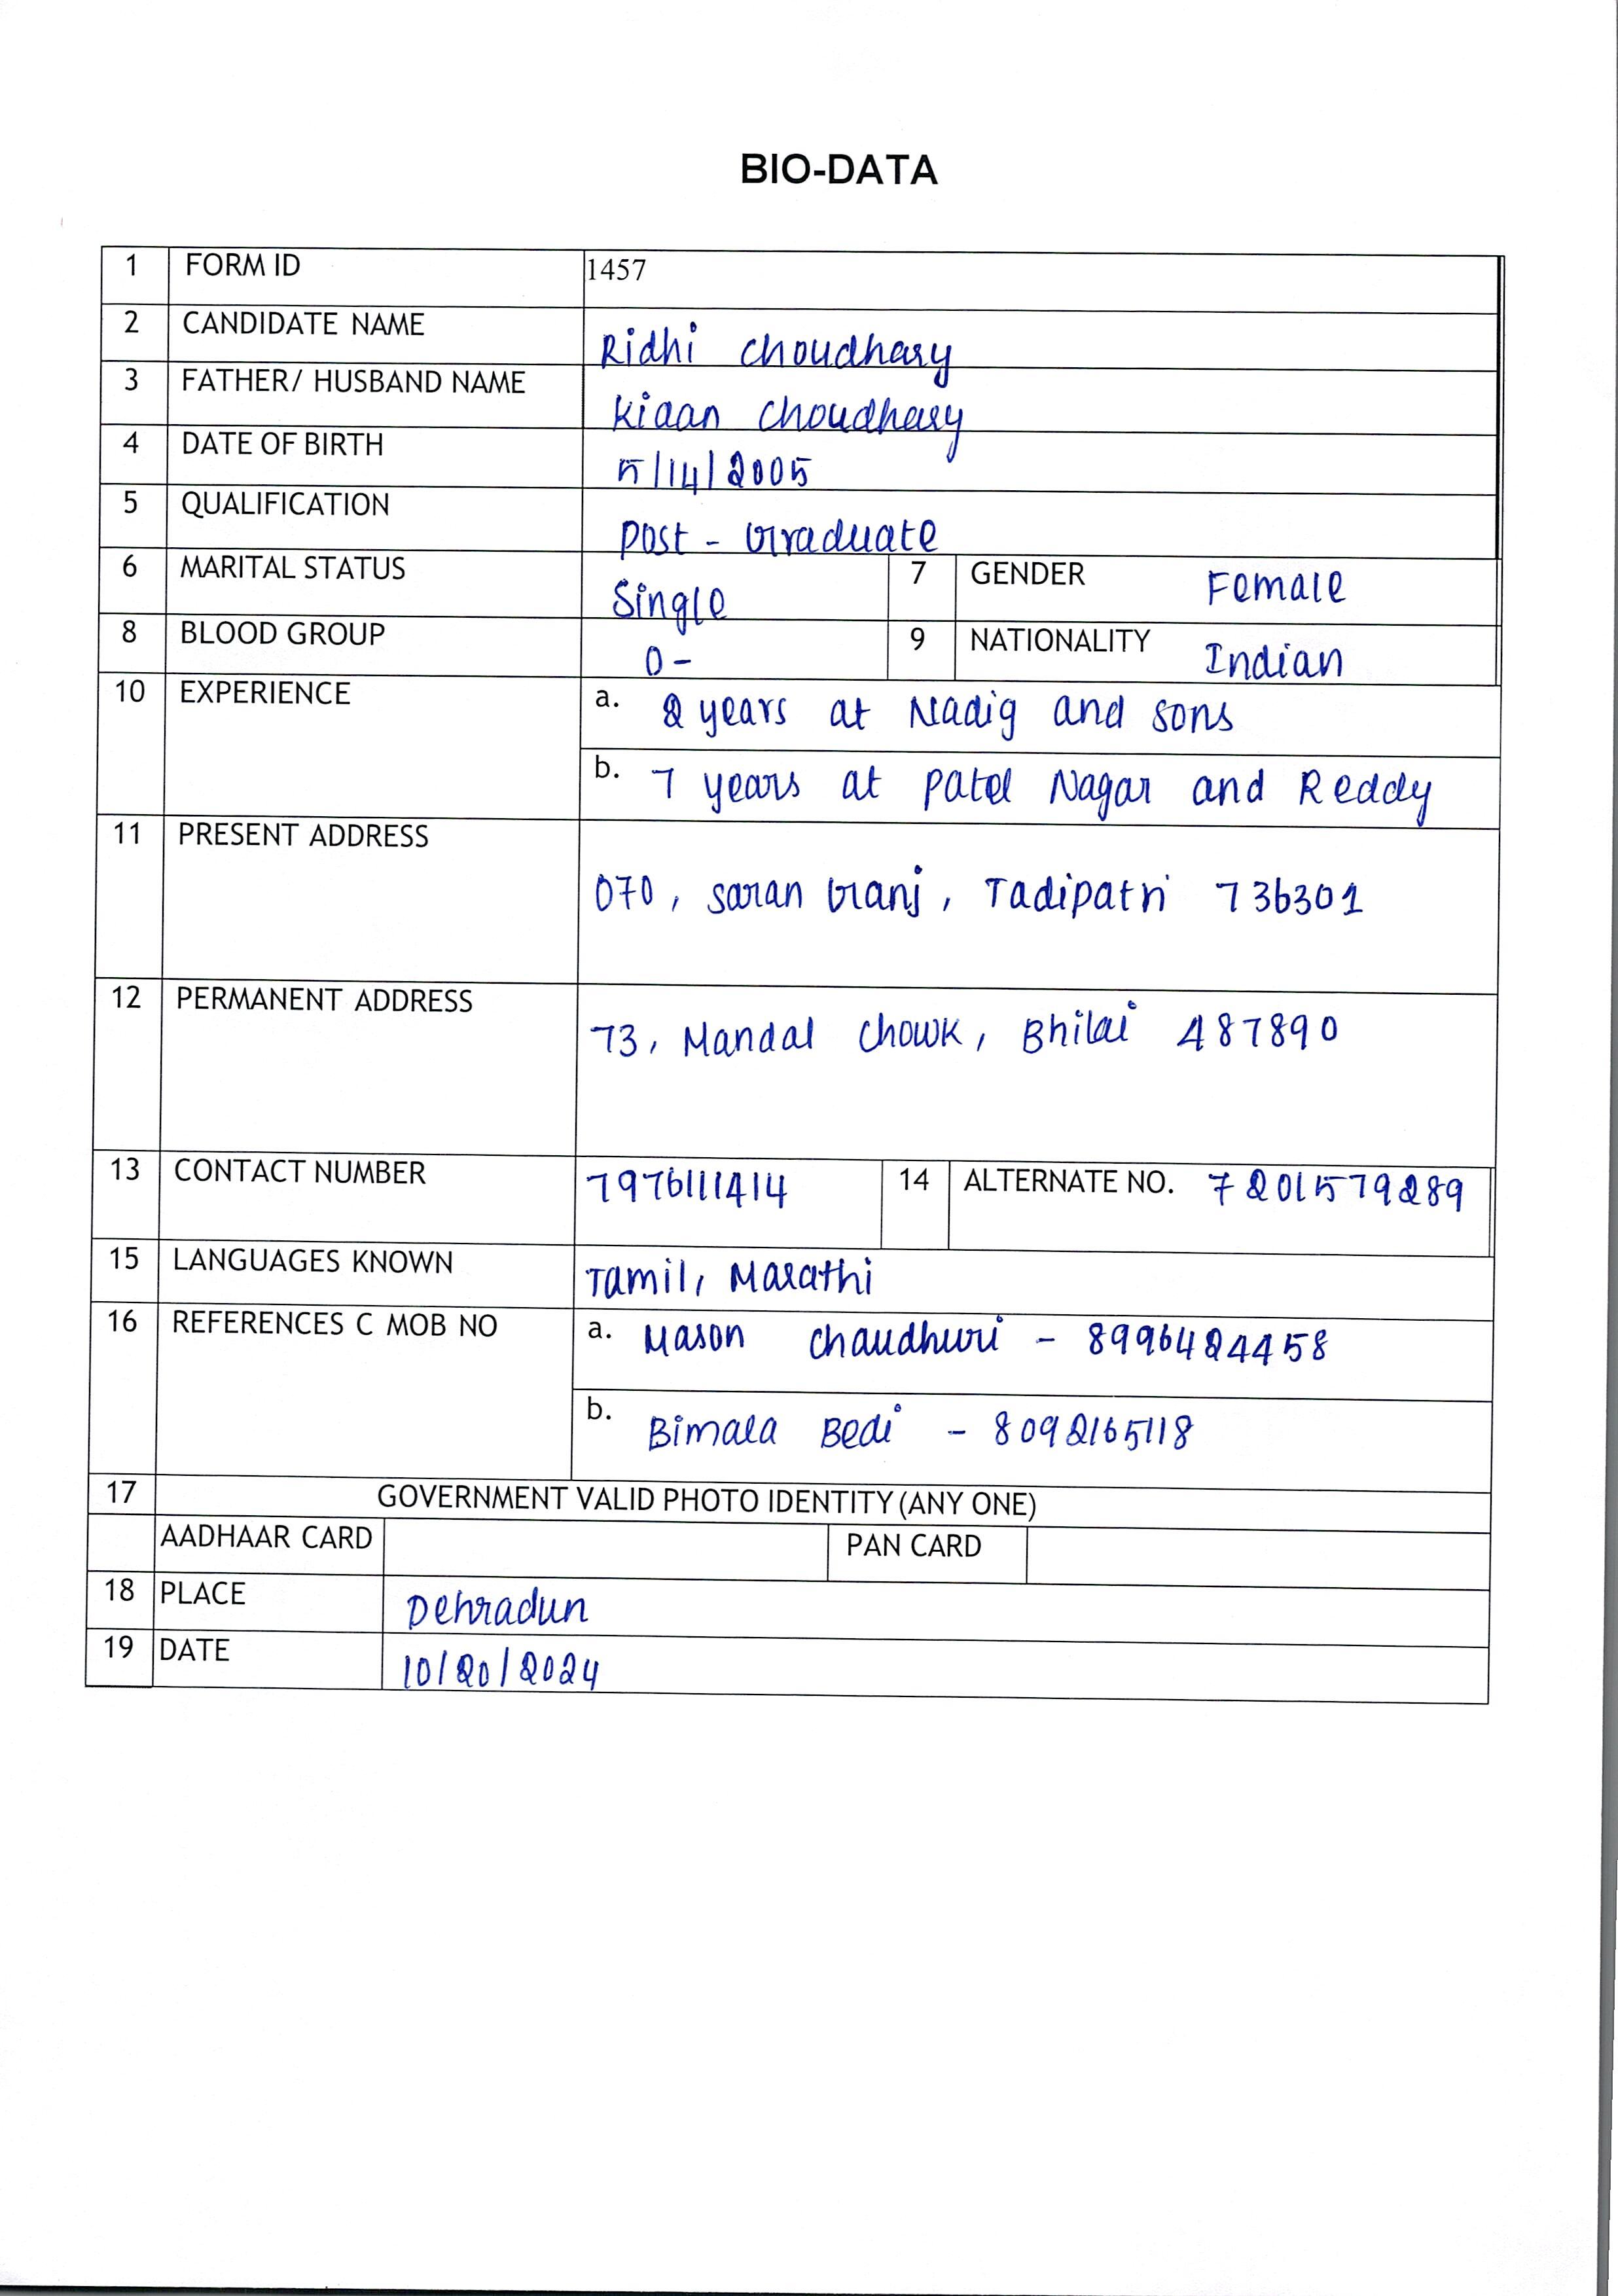 BIO-DATA
1 FORM ID 1457
2 CANDIDATE NAME Ridhi Choudhary
3 FATHER/ HUSBAND NAME Kiaan Choudhary
4 DATE OF BIRTH 5/14/2005
5 QUALIFICATION Post - Graduate
6 MARITAL STATUS Single 7 GENDER Female
8 BLOOD GROUP O- 9 NATIONALITY Indian
10 EXPERIENCE a. 2 years at Nadig and sons
b. 7 years at Patel Nagar and Reddy
11 PRESENT ADDRESS
070, Saran Ganj, Tadipatri 736301
12 PERMANENT ADDRESS
73, Mandal Chowk, Bhilai 487890
13 CONTACT NUMBER 7976111414 14 ALTERNATE NO. 7201579289
15 LANGUAGES KNOWN Tamil, Marathi
16 REFERENCES C MOB NO a. Mason Chaudhuri - 8996424458
b. Bimala Bedi - 8092165118
17 GOVERNMENT VALID PHOTO IDENTITY (ANY ONE)
AADHAAR CARD PAN CARD
18 PLACE Dehradun
19 DATE 10/20/2024